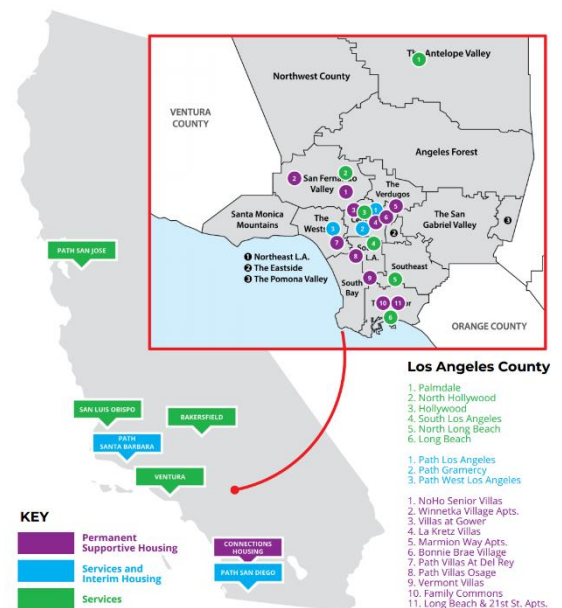 The Antelope Valley
Northwest County
VENTURA
COUNTY
Angeles Forest
San Fernando
Valley
The
Verdugos
Santa Monica
Mountains
The
The San
Gabriel Valley
L.A.
Southeast
South
Bay
1 Northeast L.A.
2 The Eastside
3 The Pomona Valley
ORANGE COUNTY
PATH SAN JOSE
SAN LUIS OBISPO
BAKERSFIELD
PATH
SANTA BARBARA
VENTURA
CONNECTIONS
HOUSING
PATH SAN DIEGO
KEY
Permanent
Supportive Housing
Services and
Interim Housing
Services
Los Angeles County
1. Palmdale
2. North Hollywood
3. Hollywood
4. South Los Angeles
5. North Long Beach
6. Long Beach
1. Path Los Angeles
2. Path Gramercy
3. Path West Los Angeles
1. NoHo Senior Villas
2. Winnetka Village Apts.
3. Villas at Gower
4. La Kretz Villas
5. Marmion Way Apts.
6. Bonnie Brae Village
7. Path Villas At Del Rey
8. Path Villas Osage
9. Vermont Villas
10. Family Commons
11. Long Beach & 21st St. Apts.